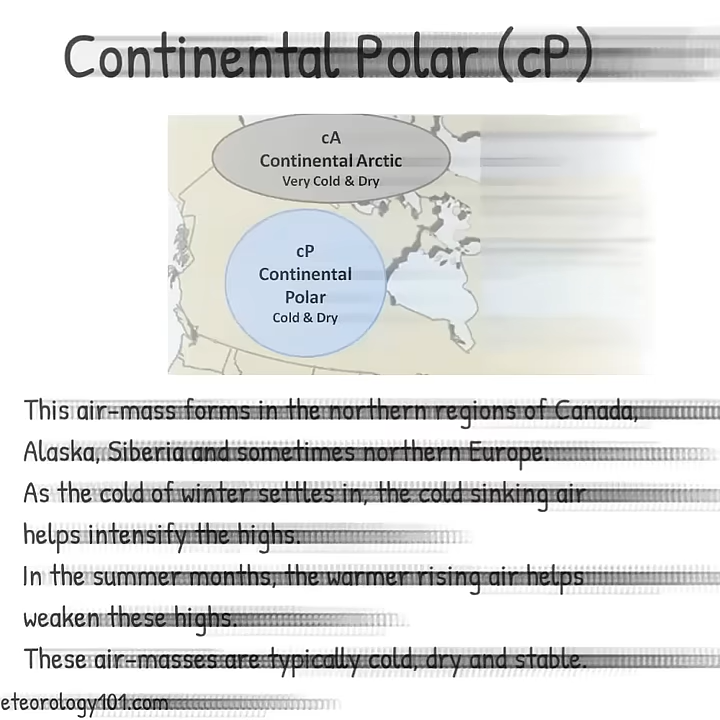 Continental Polar (cP)
cA
Continental Arctic
Very Cold & Dry
cP
Continental
Polar
Cold & Dry
This air-mass forms in the northern regions of Canada,
Alaska, Siberia and sometimes northern Europe.
As the cold of winter settles in, the cold sinking air
helps intensify the highs.
In the summer months, the warmer rising air helps
weaken these highs.
These air-masses are typically cold, dry and stable.
eteorology101.com